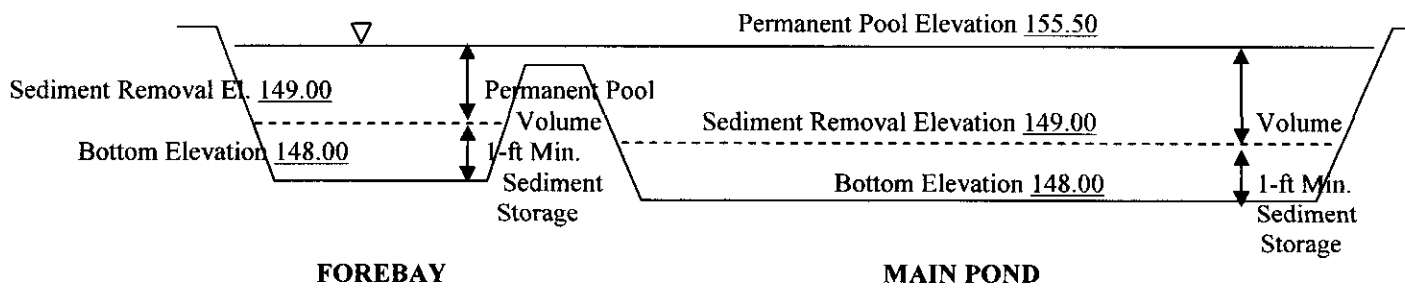 Permanent Pool Elevation 155.50
Sediment Removal El. 149.00
Permanent Pool
Volume
Sediment Removal Elevation 149.00
Volume
Bottom Elevation 148.00
1-ft Min.
Sediment
Storage
Bottom Elevation 148.00
1-ft Min.
Sediment
Storage
FOREBAY
MAIN POND